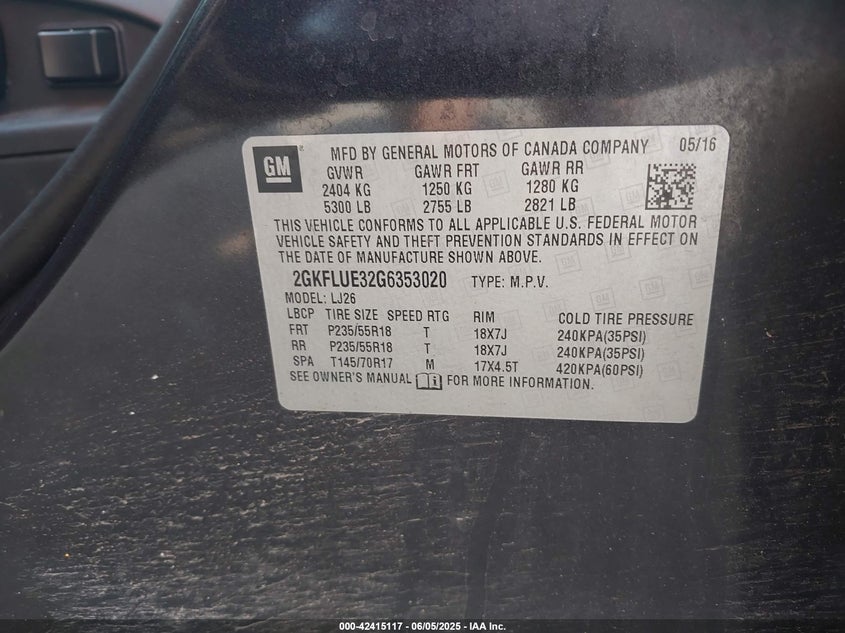 GM
MFD BY GENERAL MOTORS OF CANADA COMPANY 05/16
GVWR GAWR FRT GAWR RR
2404 KG 1250 KG 1280 KG
5300 LB 2755 LB 2821 LB
THIS VEHICLE CONFORMS TO ALL APPLICABLE U.S. FEDERAL MOTOR
VEHICLE SAFETY AND THEFT PREVENTION STANDARDS IN EFFECT ON
THE DATE OF MANUFACTURE SHOWN ABOVE.
2GKFLUE32G6353020 TYPE: M.P.V.
MODEL: LJ26
LBCP TIRE SIZE SPEED RTG RIM COLD TIRE PRESSURE
FRT P235/55R18 T 18X7J 240KPA(35PSI)
RR P235/55R18 T 18X7J 240KPA(35PSI)
SPA T145/70R17 M 17X4.5T 420KPA(60PSI)
SEE OWNER'S MANUAL FOR MORE INFORMATION.
000-42415117 - 06/05/2025 - IAA Inc.